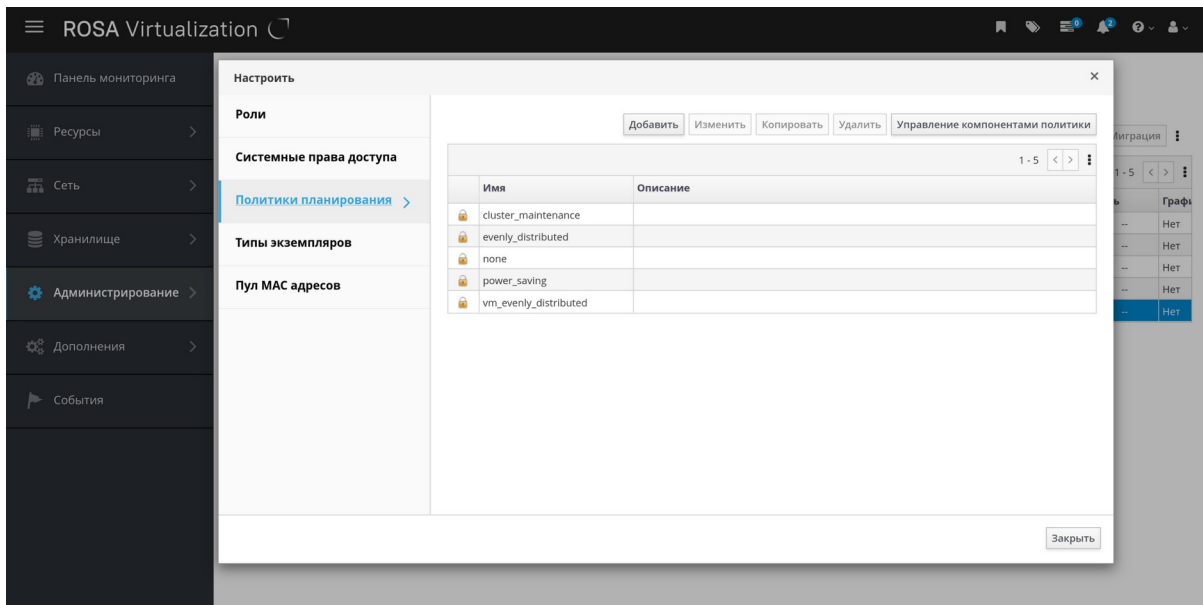 ROSA Virtualization
0
2
Панель мониторинга
Ресурсы
Сеть
Хранилище
Администрирование
Дополнения
События
Настроить
Роли
Системные права доступа
Политики планирования
Типы экземпляров
Пул MAC адресов
Добавить Изменить Копировать Удалить Управление компонентами политики
1 - 5
Имя Описание
cluster_maintenance
evenly_distributed
none
power_saving
vm_evenly_distributed
Закрыть
Миграция
1 - 5
-- Нет
-- Нет
-- Нет
-- Нет
-- Нет